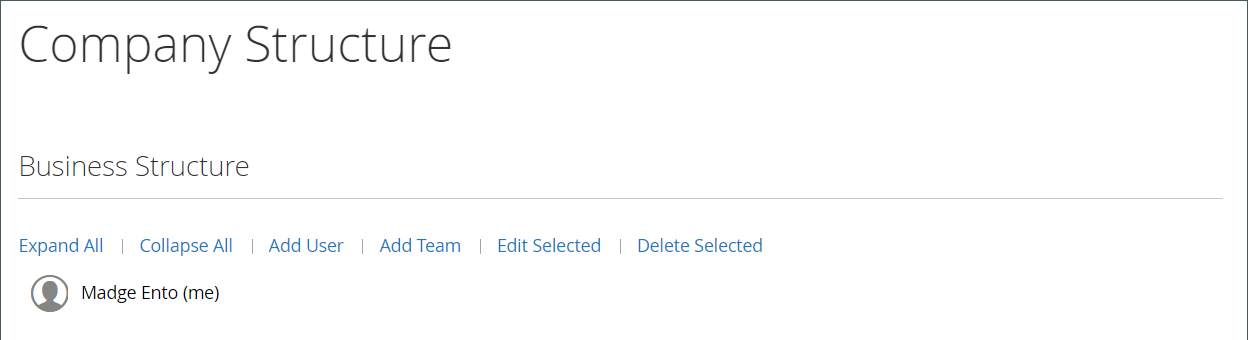 Company Structure
Business Structure
Expand All | Collapse All | Add User | Add Team | Edit Selected | Delete Selected
Madge Ento (me)